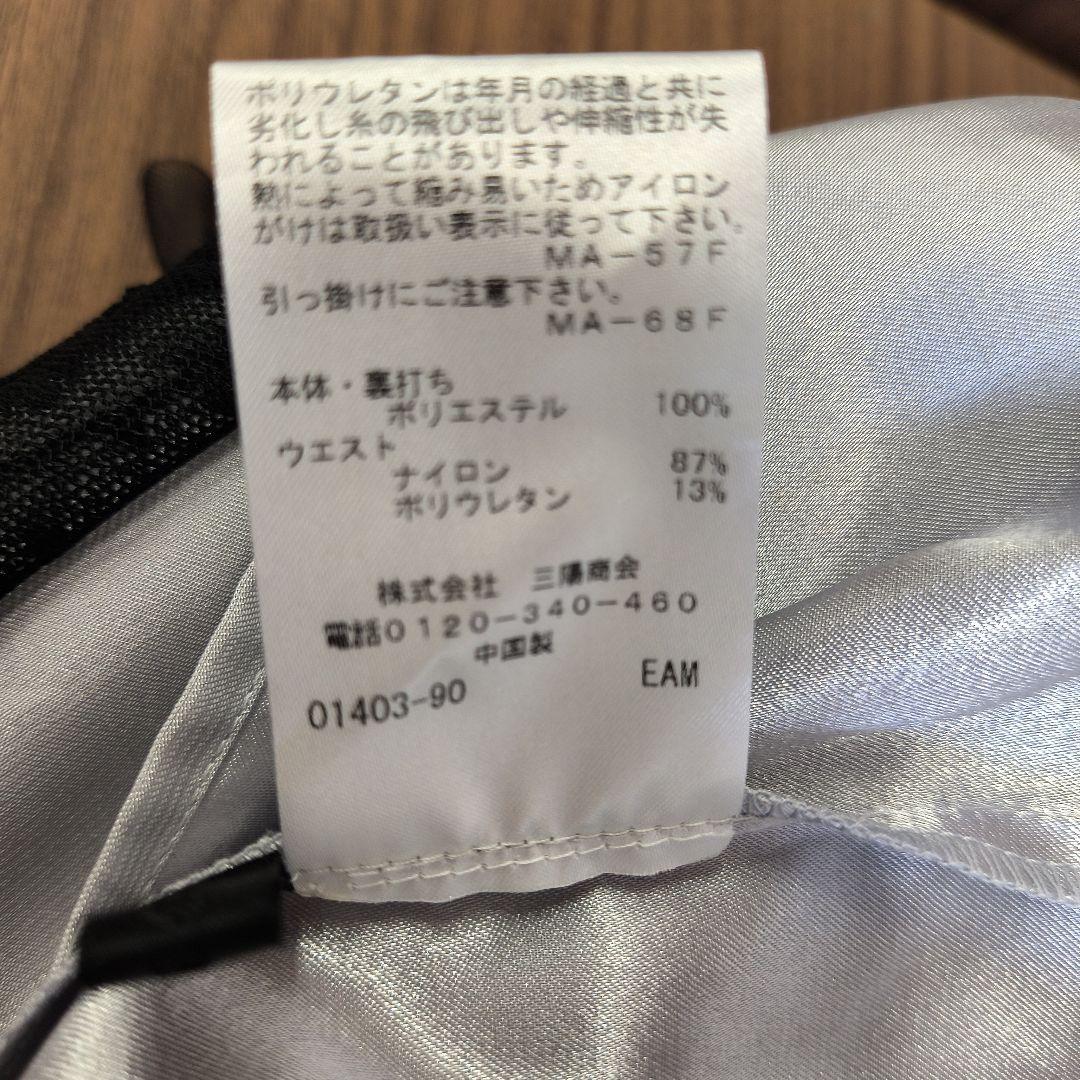 ポリウレタンは年月の経過と共に
劣化し糸の飛び出しや伸縮性が失
われることがあります。
熱によって縮み易いためアイロン
がけは取扱い表示に従って下さい。
MA-57F
引っ掛けにご注意下さい。
MA-68F
本体・裏打ち
ポリエステル 100%
ウエスト
ナイロン 87%
ポリウレタン 13%
株式会社 三陽商会
電話0120-340-460
中国製
01403-90 EAM